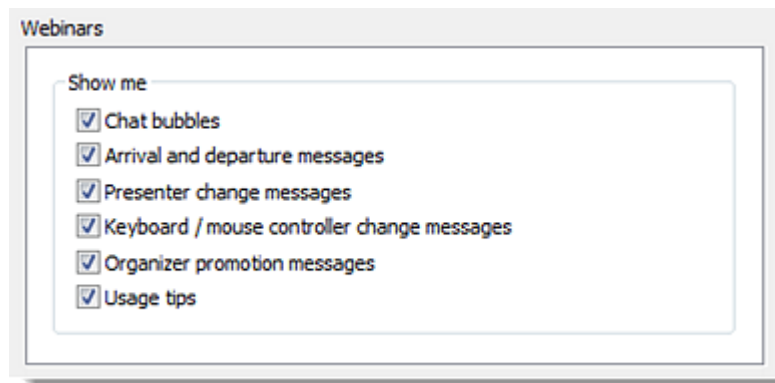 Webinars
Show me
Chat bubbles
Arrival and departure messages
Presenter change messages
Keyboard / mouse controller change messages
Organizer promotion messages
Usage tips